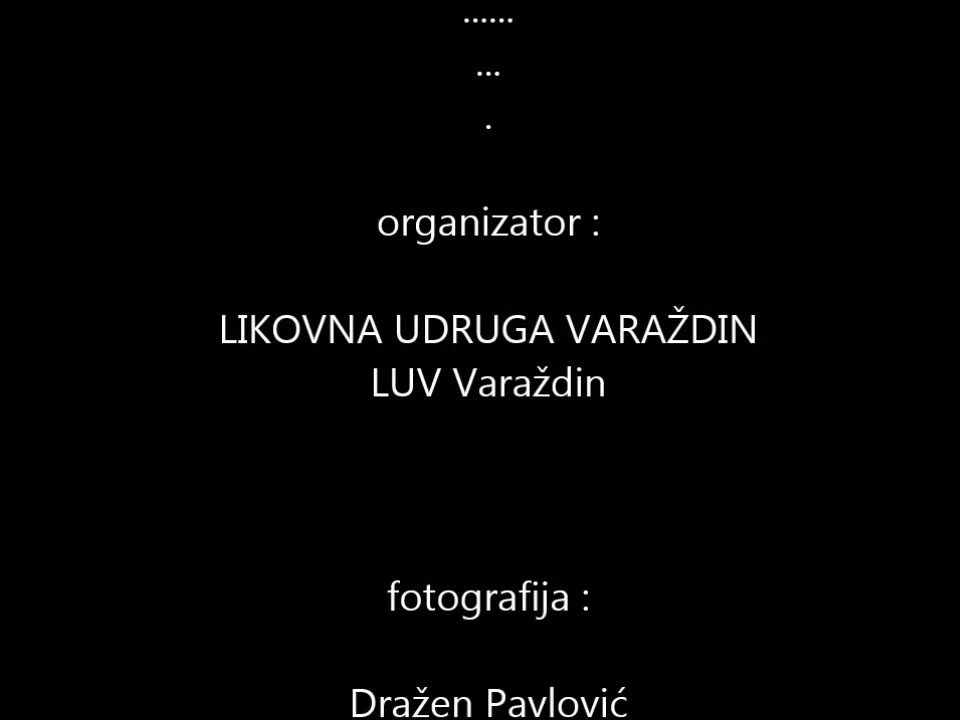 ......
...
.
organizator :
LIKOVNA UDRUGA VARAŽDIN
LUV Varaždin
fotografija :
Dražen Pavlović